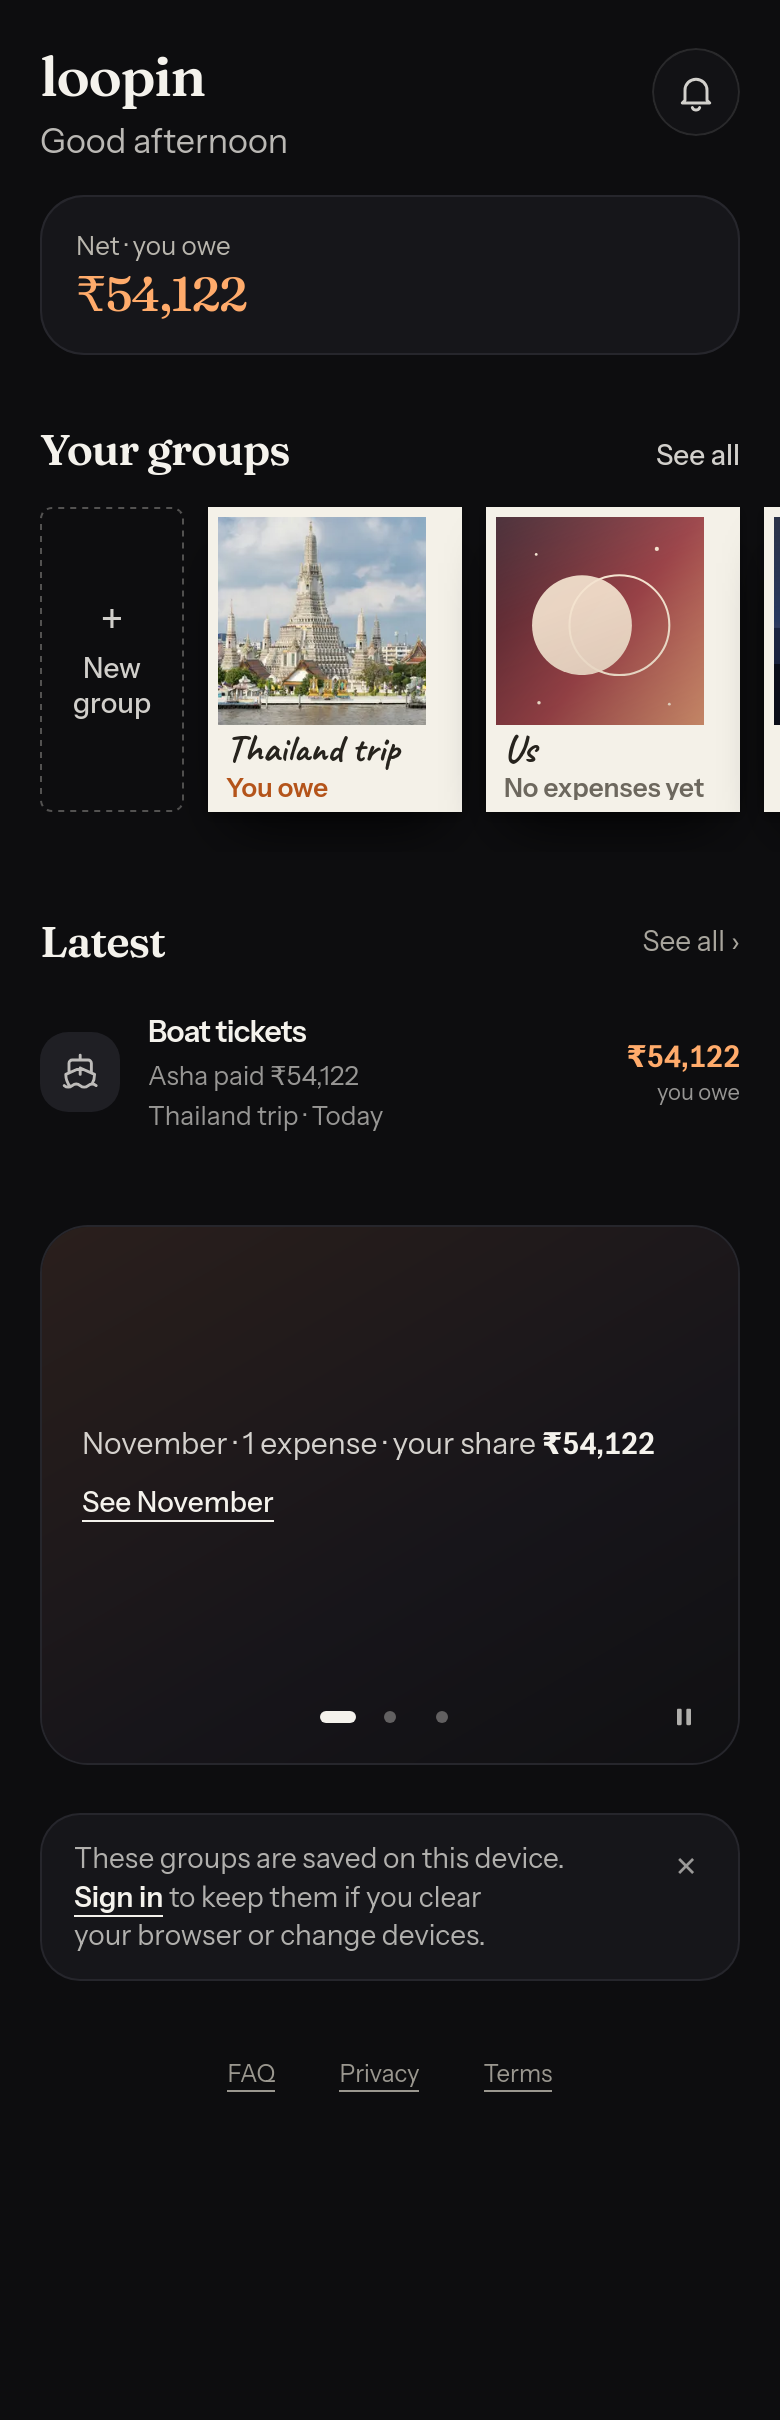 loopin
Good afternoon
Net · you owe
₹54,122
Your groups
See all
+
New
group
Thailand trip
You owe
Us
No expenses yet
Latest
See all ›
Boat tickets
Asha paid ₹54,122
Thailand trip · Today
₹54,122
you owe
November · 1 expense · your share ₹54,122
See November
These groups are saved on this device.
Sign in to keep them if you clear
your browser or change devices.
×
FAQ
Privacy
Terms